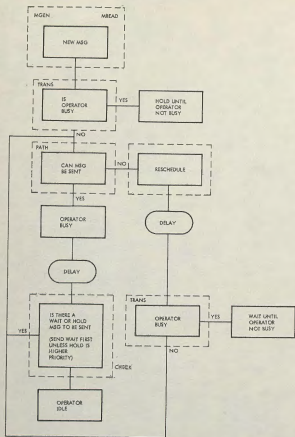 MGEN
MREAD
NEW MSG
TRANS
IS
OPERATOR
BUSY
YES
HOLD UNTIL
OPERATOR
NOT BUSY
NO
PATH
CAN MSG
BE SENT
NO
RESCHEDULE
YES
OPERATOR
BUSY
DELAY
DELAY
IS THERE A
WAIT OR HOLD
MSG TO BE SENT
(SEND WAIT FIRST
UNLESS HOLD IS
HIGHER
PRIORITY)
YES
CHECK
TRANS
OPERATOR
BUSY
YES
WAIT UNTIL
OPERATOR
NOT BUSY
NO
OPERATOR
IDLE